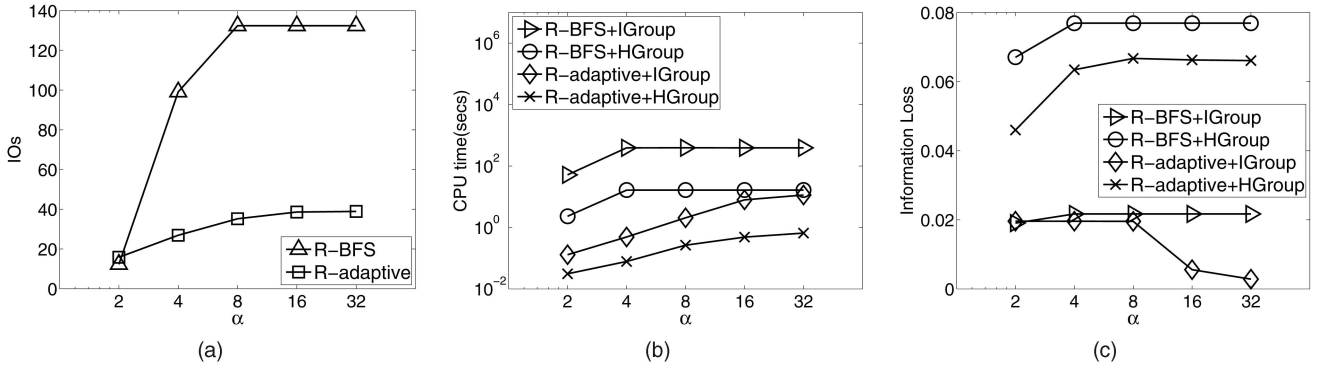 140
120
100
80
60
40
20
0
IOs
2 4 8 16 32
α
R−BFS
R−adaptive
(a)
10^6
10^4
10^2
10^0
10^−2
CPU time(secs)
R−BFS+IGroup
R−BFS+HGroup
R−adaptive+IGroup
R−adaptive+HGroup
2 4 8 16 32
α
(b)
0.08
0.06
0.04
0.02
0
Information Loss
R−BFS+IGroup
R−BFS+HGroup
R−adaptive+IGroup
R−adaptive+HGroup
2 4 8 16 32
α
(c)